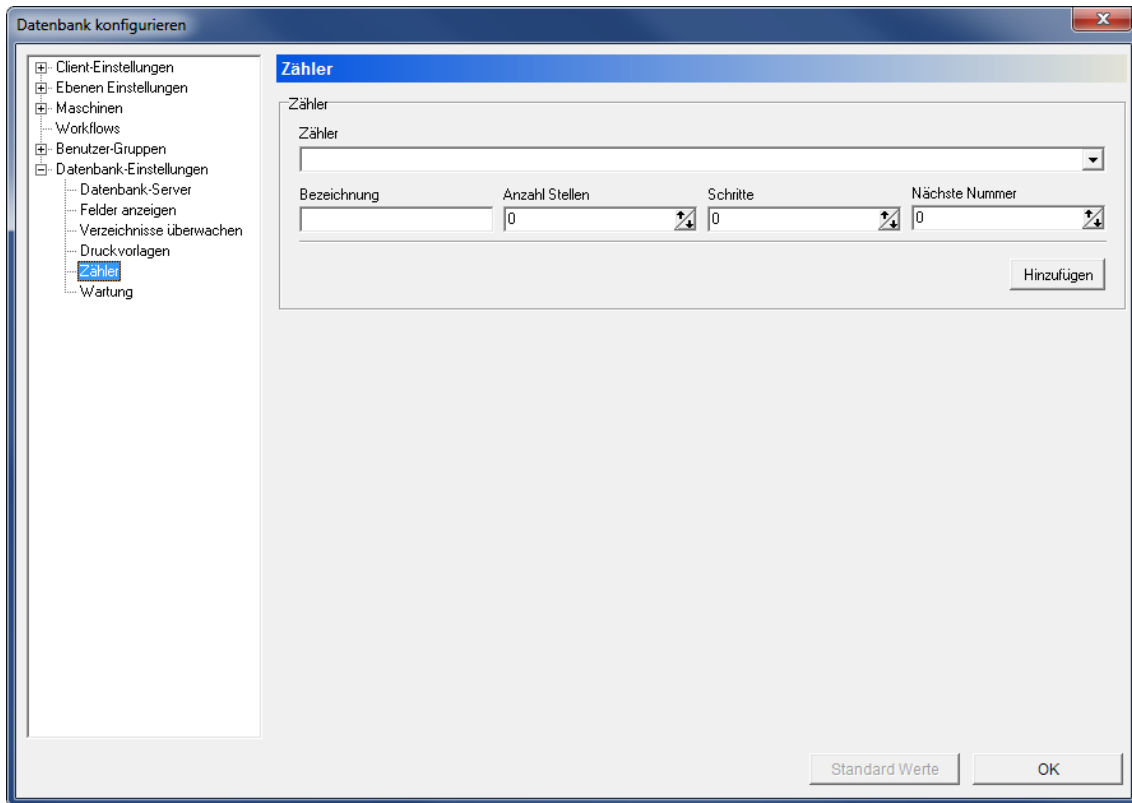 Datenbank konfigurieren
Client-Einstellungen
Ebenen Einstellungen
Maschinen
Workflows
Benutzer-Gruppen
Datenbank-Einstellungen
Datenbank-Server
Felder anzeigen
Verzeichnisse überwachen
Druckvorlagen
Zähler
Wartung
Zähler
Zähler
Zähler
Bezeichnung Anzahl Stellen Schritte Nächste Nummer
0 0 0
Hinzufügen
Standard Werte OK